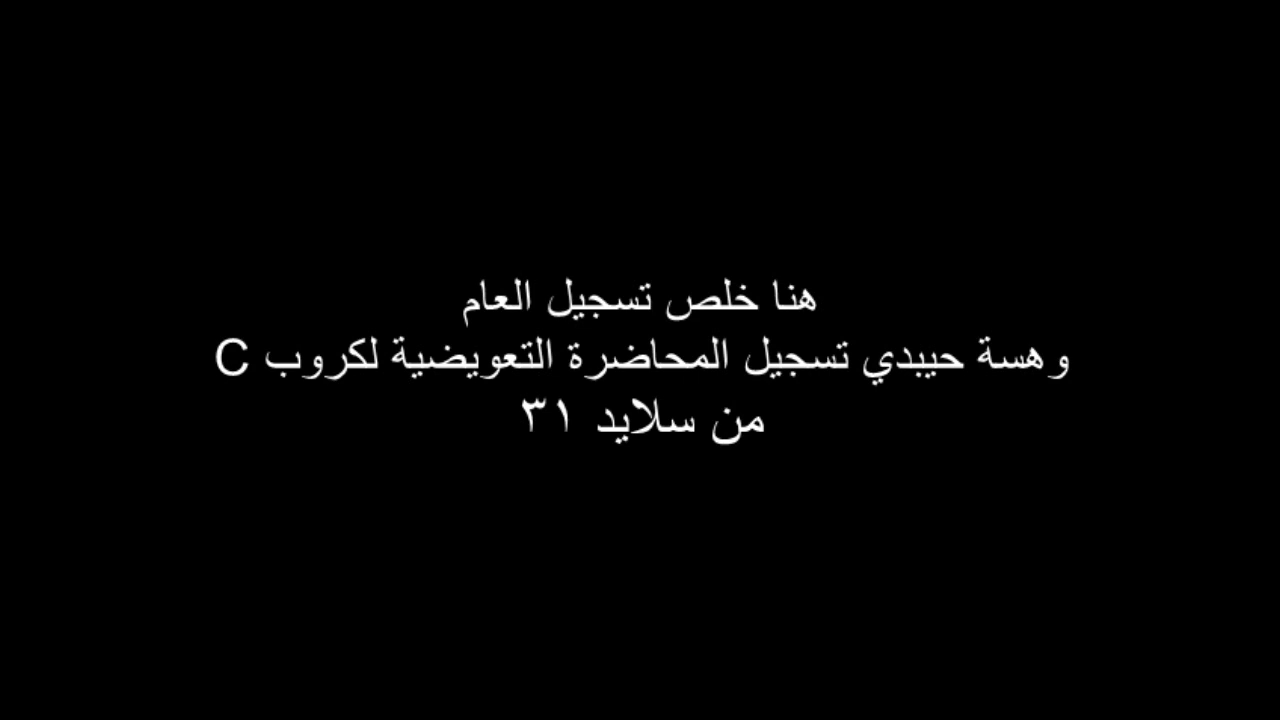 هنا خلص تسجيل العام
وهسة حيبدي تسجيل المحاضرة التعويضية لكروب C
من سلايد ٣١